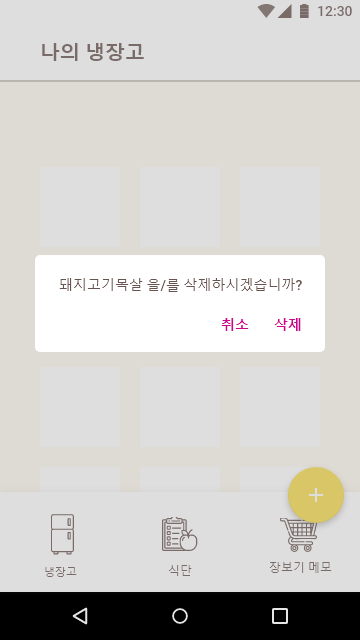 12:30
나의 냉장고
돼지고기목살 을/를 삭제하시겠습니까?
취소 삭제
냉장고 식단 장보기 메모